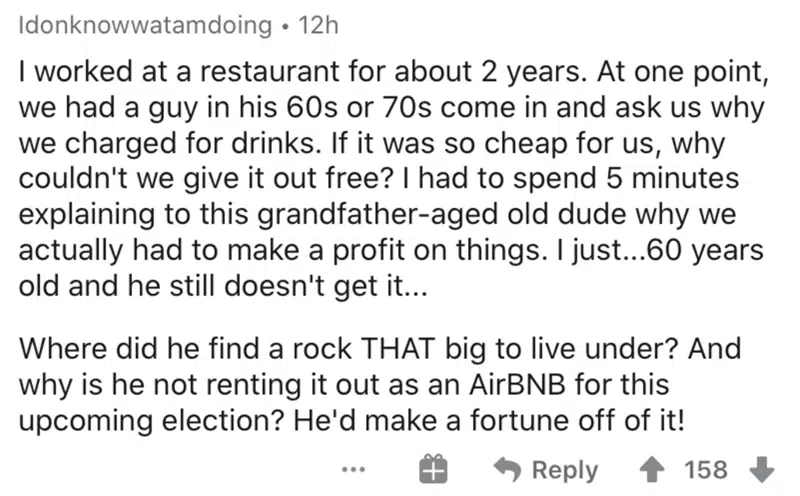 Idonknowwatamdoing • 12h
I worked at a restaurant for about 2 years. At one point,
we had a guy in his 60s or 70s come in and ask us why
we charged for drinks. If it was so cheap for us, why
couldn't we give it out free? I had to spend 5 minutes
explaining to this grandfather-aged old dude why we
actually had to make a profit on things. I just...60 years
old and he still doesn't get it...
Where did he find a rock THAT big to live under? And
why is he not renting it out as an AirBNB for this
upcoming election? He'd make a fortune off of it!
... Reply 158